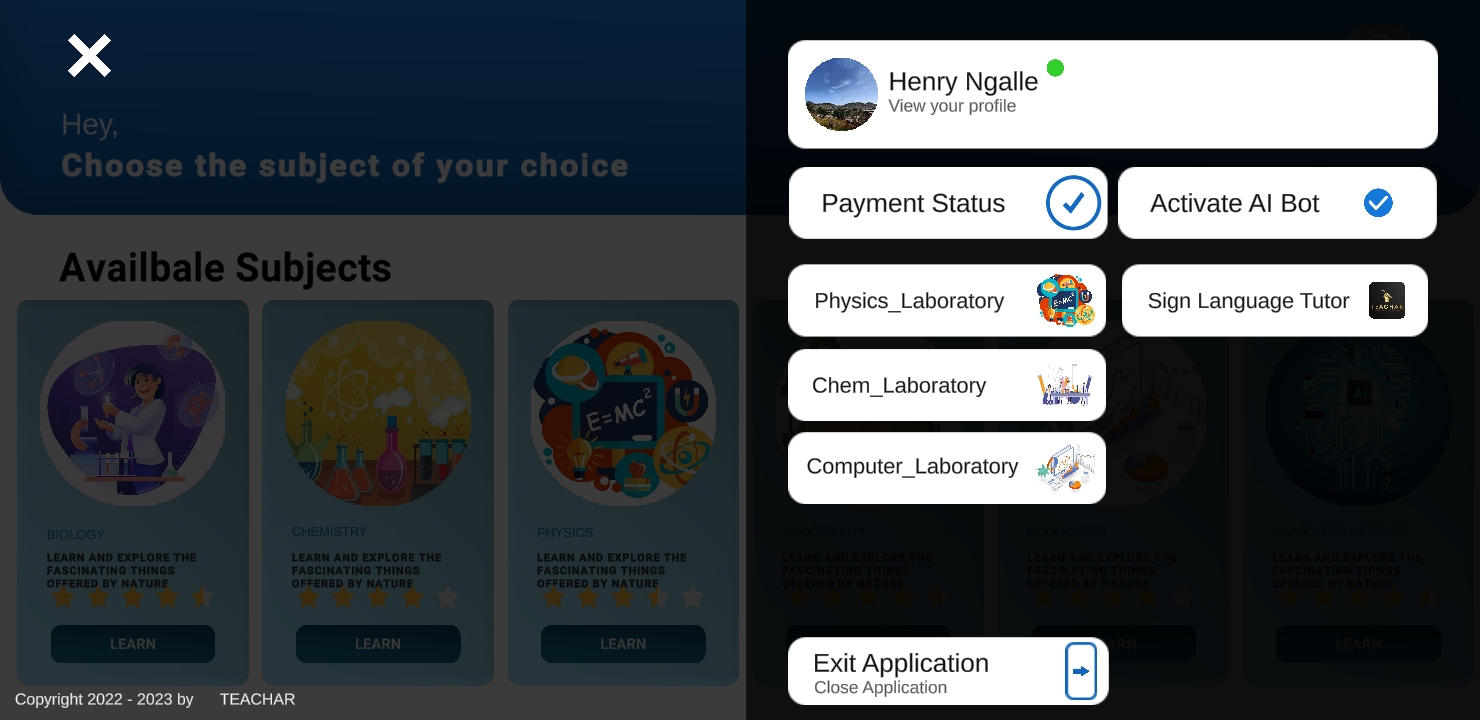 Hey,
Choose the subject of your choice
Availbale Subjects
BIOLOGY
LEARN AND EXPLORE THE
FASCINATING THINGS
OFFERED BY NATURE
LEARN
CHEMISTRY
LEARN AND EXPLORE THE
FASCINATING THINGS
OFFERED BY NATURE
LEARN
E=MC²
PHYSICS
LEARN AND EXPLORE THE
FASCINATING THINGS
OFFERED BY NATURE
LEARN
GEOGRAPHY
LEARN AND EXPLORE THE
FASCINATING THINGS
OFFERED BY NATURE
ECONOMICS
LEARN AND EXPLORE THE
FASCINATING THINGS
OFFERED BY NATURE
LEARN
AI
COMPUTER SCIENCE
LEARN AND EXPLORE THE
FASCINATING THINGS
OFFERED BY NATURE
LEARN
Copyright 2022 - 2023 by TEACHAR
Henry Ngalle
View your profile
Payment Status
Activate AI Bot
Physics_Laboratory
E=MC²
Sign Language Tutor
TEACHAR
Chem_Laboratory
Computer_Laboratory
Exit Application
Close Application